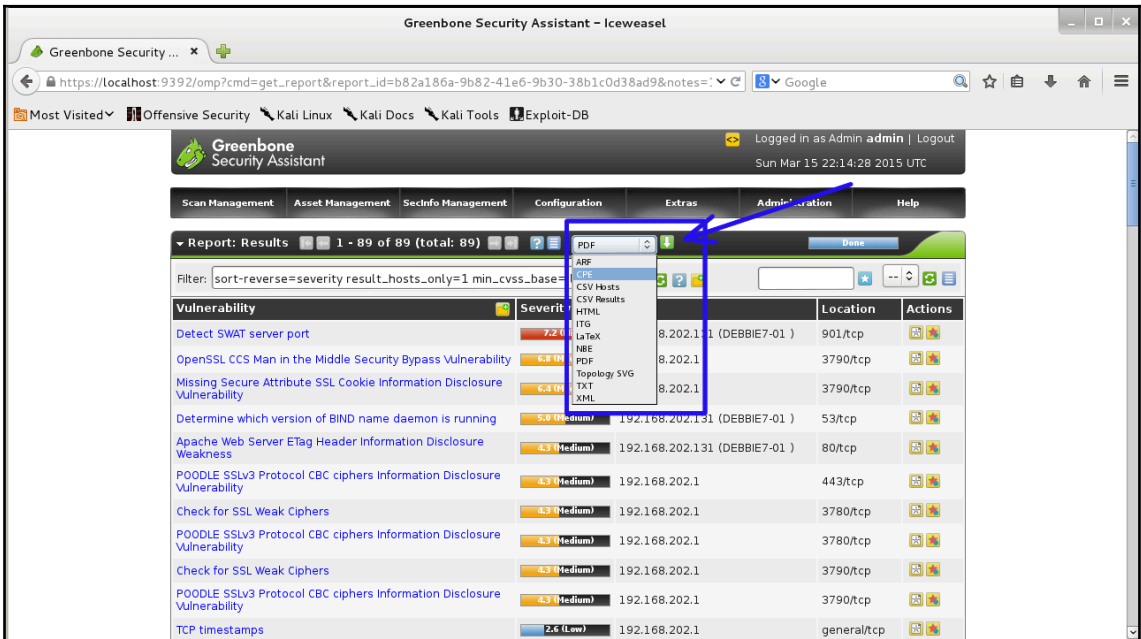 Greenbone Security Assistant - Iceweasel
Greenbone Security ...
https://localhost:9392/omp?cmd=get_report&report_id=b82a186a-9b82-41e6-9b30-38b1c0d38ad9&notes=
Google
Most Visited
Offensive Security
Kali Linux
Kali Docs
Kali Tools
Exploit-DB
Greenbone
Security Assistant
Logged in as Admin admin | Logout
Sun Mar 15 22:14:28 2015 UTC
Scan Management Asset Management SecInfo Management Configuration Extras Administration Help
Report: Results 1 - 89 of 89 (total: 89) PDF Done
ARF
CPE
CSV Hosts
CSV Results
HTML
ITG
LaTeX
NBE
PDF
Topology SVG
TXT
XML
Filter: sort-reverse=severity result_hosts_only=1 min_cvss_base= --
Vulnerability Severity Location Actions
Detect SWAT server port 7.2 (DEBBIE7-01 ) 901/tcp
OpenSSL CCS Man in the Middle Security Bypass Vulnerability 6.8 8.202.1 3790/tcp
Missing Secure Attribute SSL Cookie Information Disclosure
Vulnerability 6.4 8.202.1 3790/tcp
Determine which version of BIND name daemon is running 5.0 (Medium) 192.168.202.131 (DEBBIE7-01 ) 53/tcp
Apache Web Server ETag Header Information Disclosure
Weakness 4.3 (Medium) 192.168.202.131 (DEBBIE7-01 ) 80/tcp
POODLE SSLv3 Protocol CBC ciphers Information Disclosure
Vulnerability 4.3 (Medium) 192.168.202.1 443/tcp
Check for SSL Weak Ciphers 4.3 (Medium) 192.168.202.1 3780/tcp
POODLE SSLv3 Protocol CBC ciphers Information Disclosure
Vulnerability 4.3 (Medium) 192.168.202.1 3780/tcp
Check for SSL Weak Ciphers 4.3 (Medium) 192.168.202.1 3790/tcp
POODLE SSLv3 Protocol CBC ciphers Information Disclosure
Vulnerability 4.3 (Medium) 192.168.202.1 3790/tcp
TCP timestamps 2.6 (Low) 192.168.202.1 general/tcp